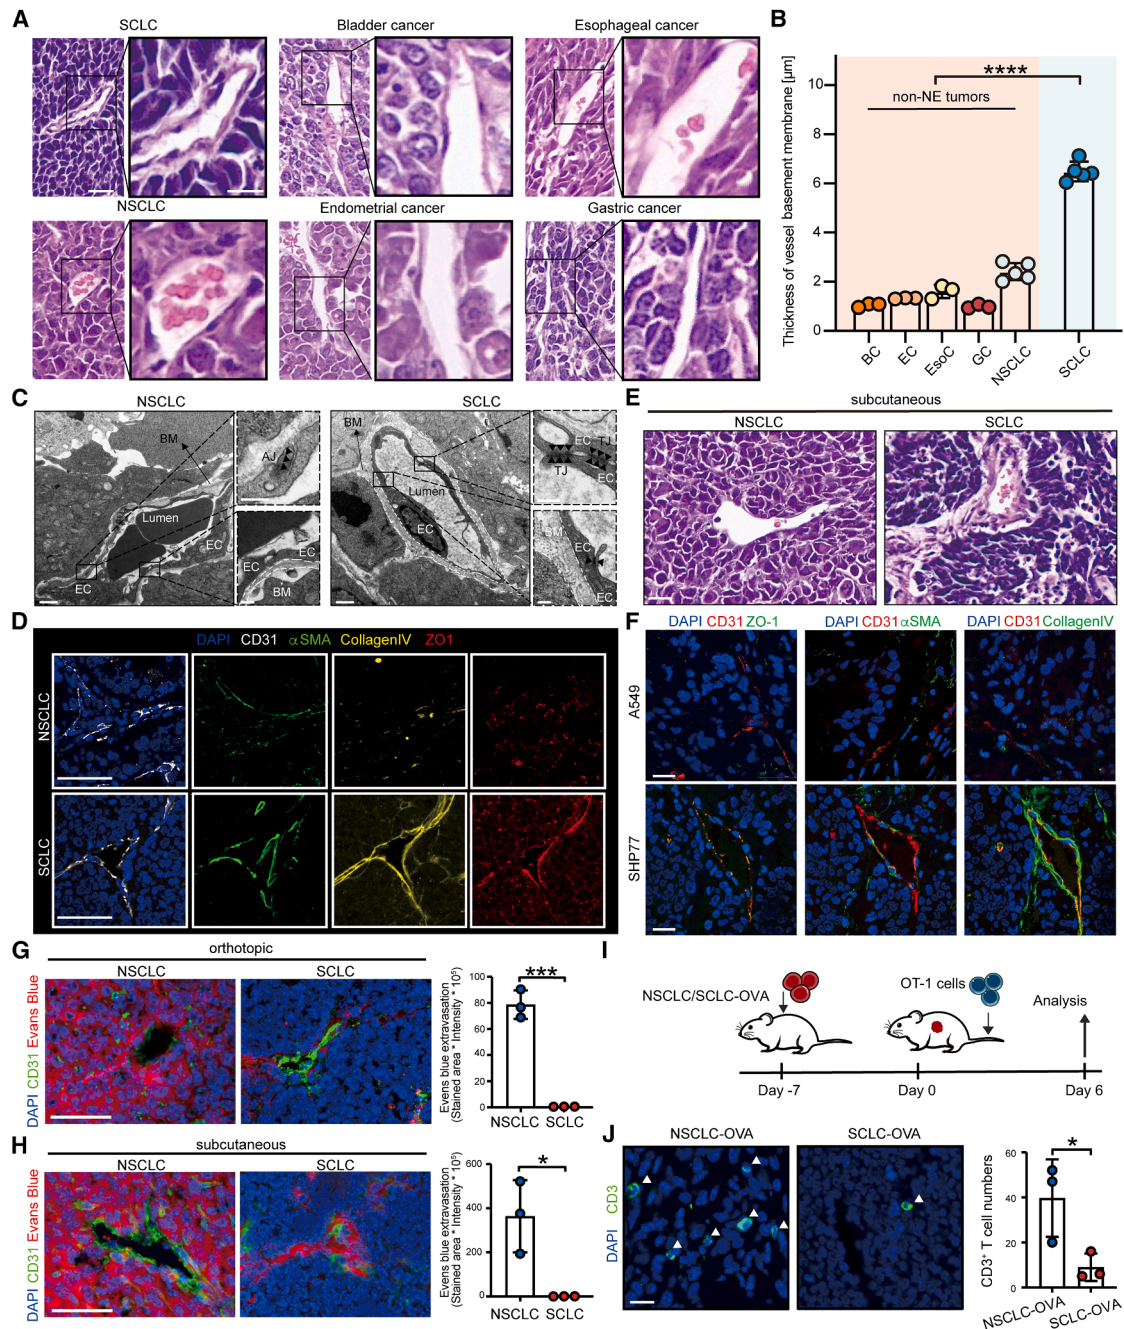 A
SCLC
Bladder cancer
Esophageal cancer
NSCLC
Endometrial cancer
Gastric cancer
B
Thickness of vessel basement membrane [µm]
10
8
6
4
2
0
****
non-NE tumors
BC
EC
EsoC
GC
NSCLC
SCLC
C
NSCLC
SCLC
BM
Lumen
EC
EC
AJ
EC
EC
BM
BM
Lumen
EC
EC TJ
TJ
EC
BM
EC
EC
D
DAPI CD31 αSMA CollagenIV ZO1
NSCLC
SCLC
E
subcutaneous
NSCLC
SCLC
F
DAPI CD31 ZO-1
DAPI CD31 αSMA
DAPI CD31 CollagenIV
A549
SHP77
G
orthotopic
NSCLC
SCLC
DAPI CD31 Evans Blue
Evens blue extravasation
(Stained area * Intensity * 10⁵)
100
80
60
40
20
0
***
NSCLC SCLC
H
subcutaneous
NSCLC
SCLC
DAPI CD31 Evans Blue
Evens blue extravasation
(Stained area * Intensity * 10⁵)
600
400
200
0
*
NSCLC SCLC
I
NSCLC/SCLC-OVA
OT-1 cells
Analysis
Day -7
Day 0
Day 6
J
NSCLC-OVA
SCLC-OVA
DAPI CD3
CD3⁺ T cell numbers
60
40
20
0
*
NSCLC-OVA
SCLC-OVA